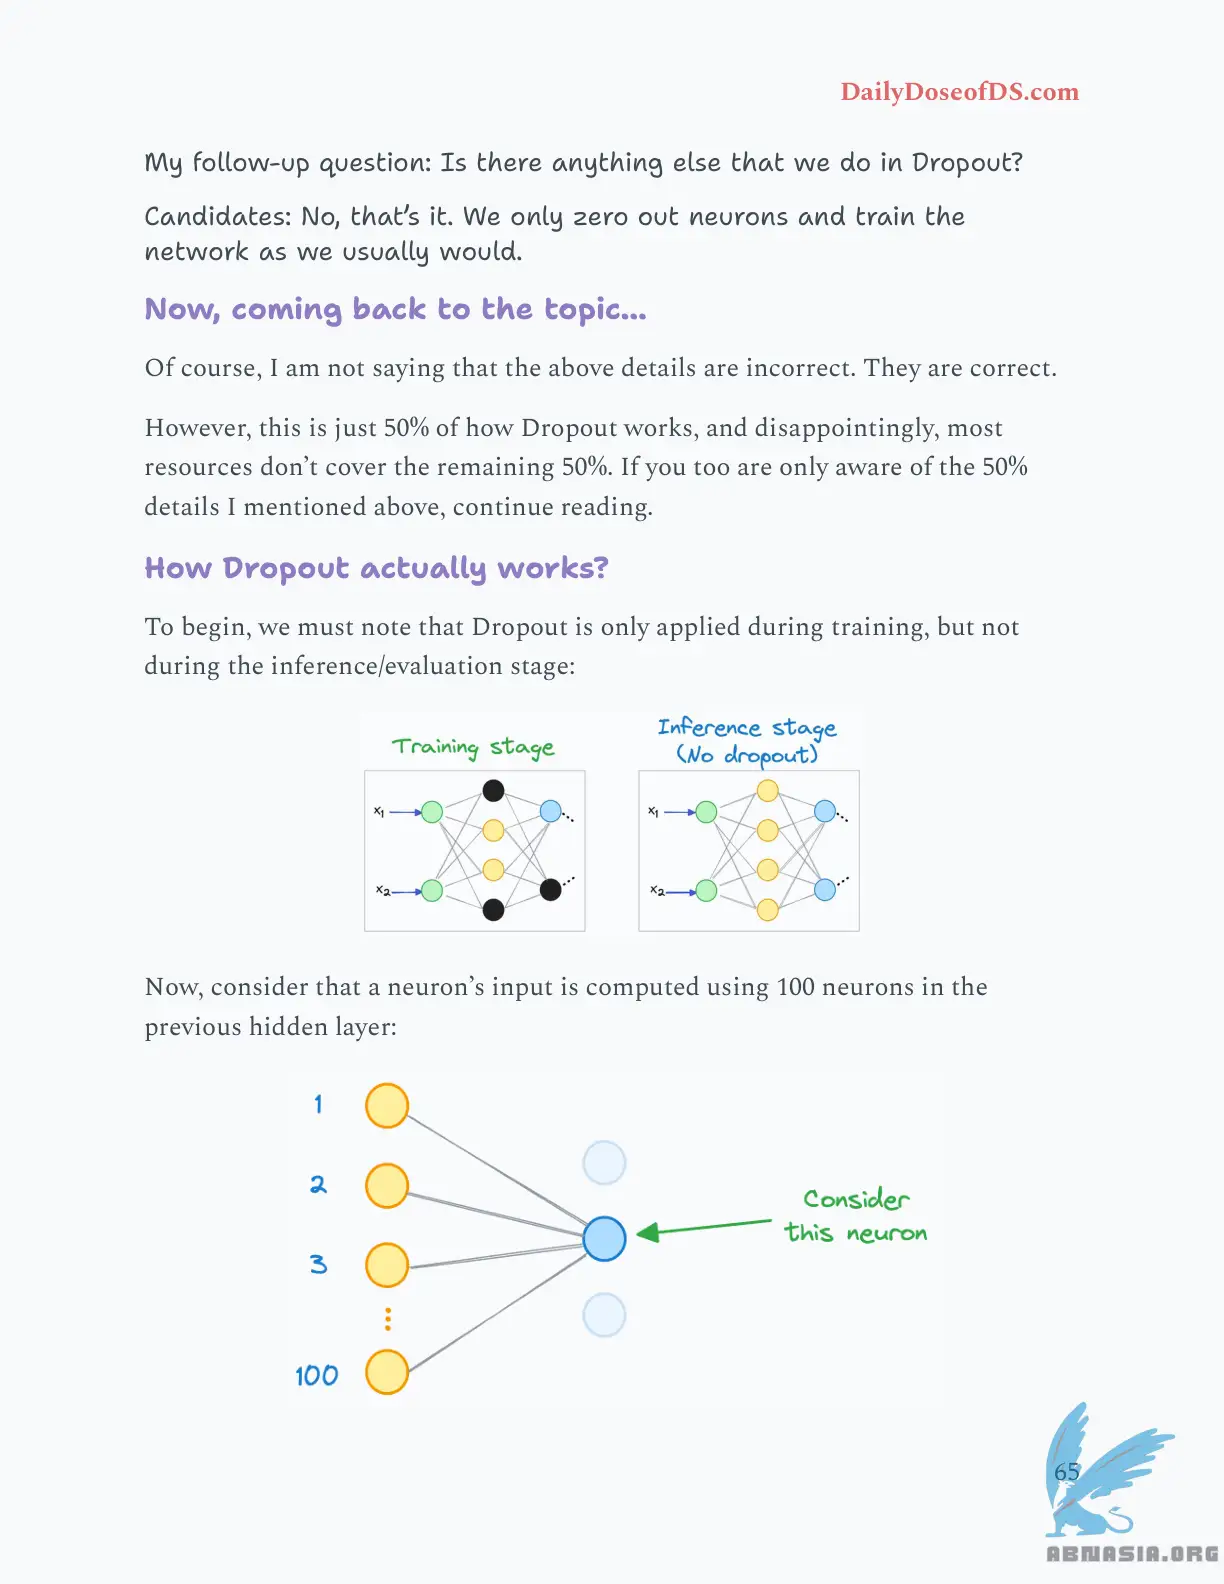 DailyDoseofDS.com
My follow-up question: Is there anything else that we do in Dropout?
Candidates: No, that's it. We only zero out neurons and train the
network as we usually would.
Now, coming back to the topic...
Of course, I am not saying that the above details are incorrect. They are correct.
However, this is just 50% of how Dropout works, and disappointingly, most
resources don't cover the remaining 50%. If you too are only aware of the 50%
details I mentioned above, continue reading.
How Dropout actually works?
To begin, we must note that Dropout is only applied during training, but not
during the inference/evaluation stage:
Training stage
x1
x2
Inference stage
(No dropout)
x1
x2
Now, consider that a neuron's input is computed using 100 neurons in the
previous hidden layer:
1
2
3
100
Consider
this neuron
65
ABNASIA.ORG